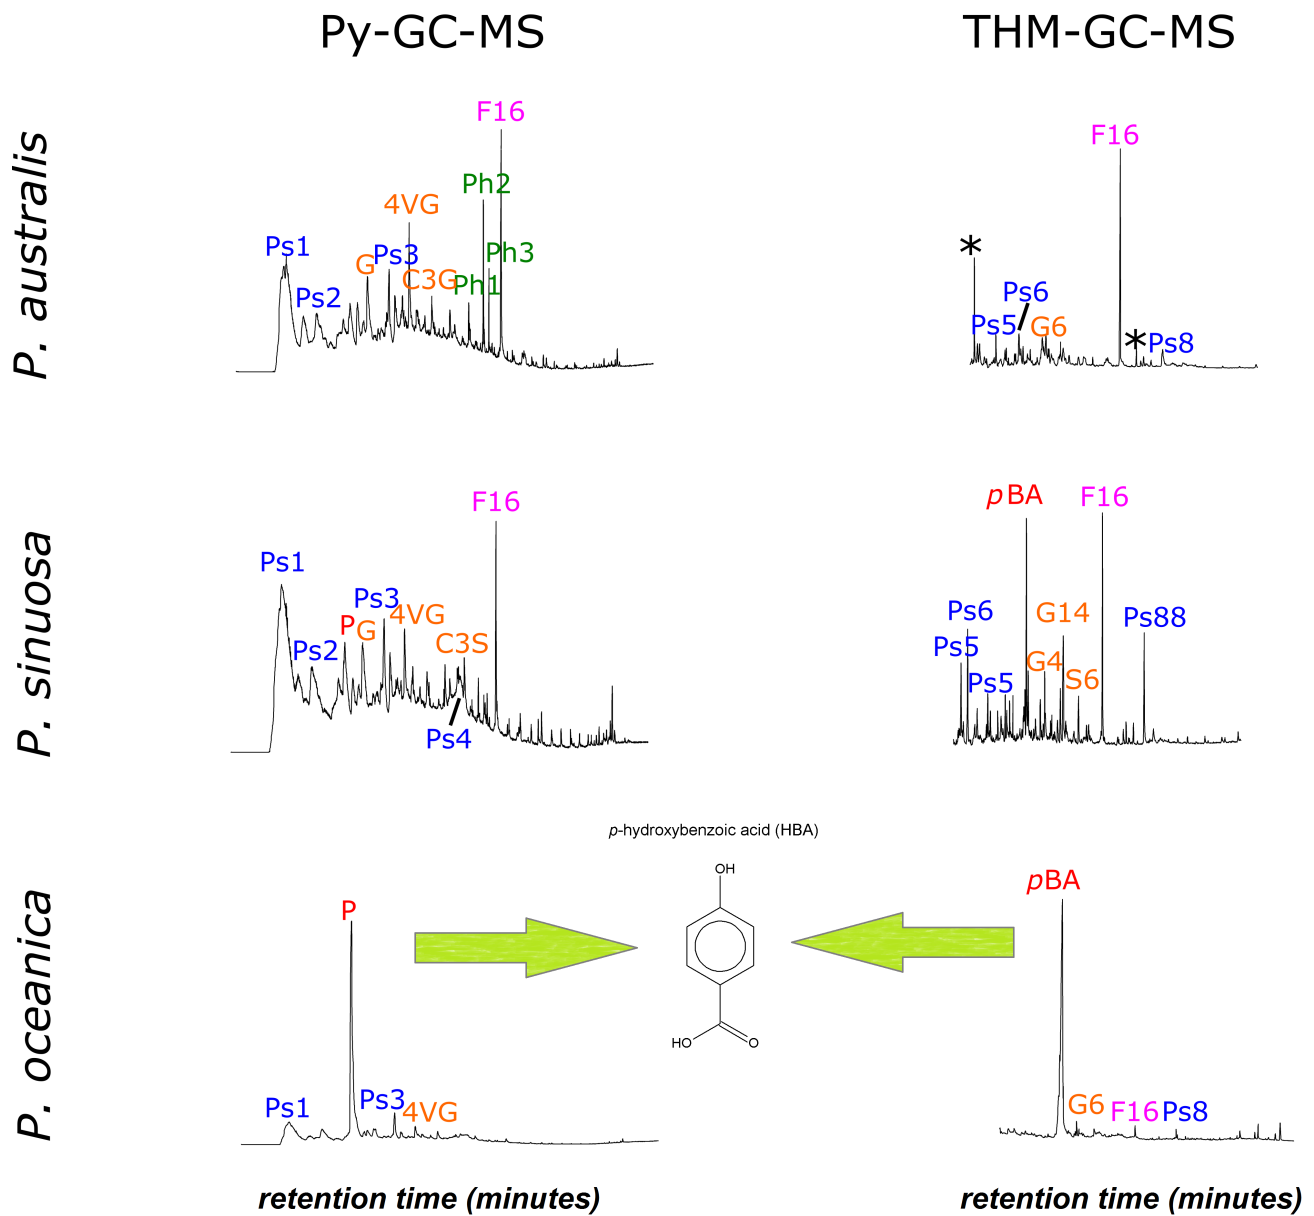 Py-GC-MS
THM-GC-MS
P. australis
F16
Ph2
4VG
Ps1
Ps3
Ph3
G
C3G
Ph1
Ps2
F16
*
Ps6
Ps5
G6
*
Ps8
P. sinuosa
F16
Ps1
Ps3
4VG
P
G
C3S
Ps2
Ps4
pBA
F16
Ps6
G14
Ps88
Ps5
G4
Ps5
S6
P. oceanica
p-hydroxybenzoic acid (HBA)
OH
HO
O
P
Ps1
Ps3
4VG
pBA
G6
F16
Ps8
retention time (minutes)
retention time (minutes)